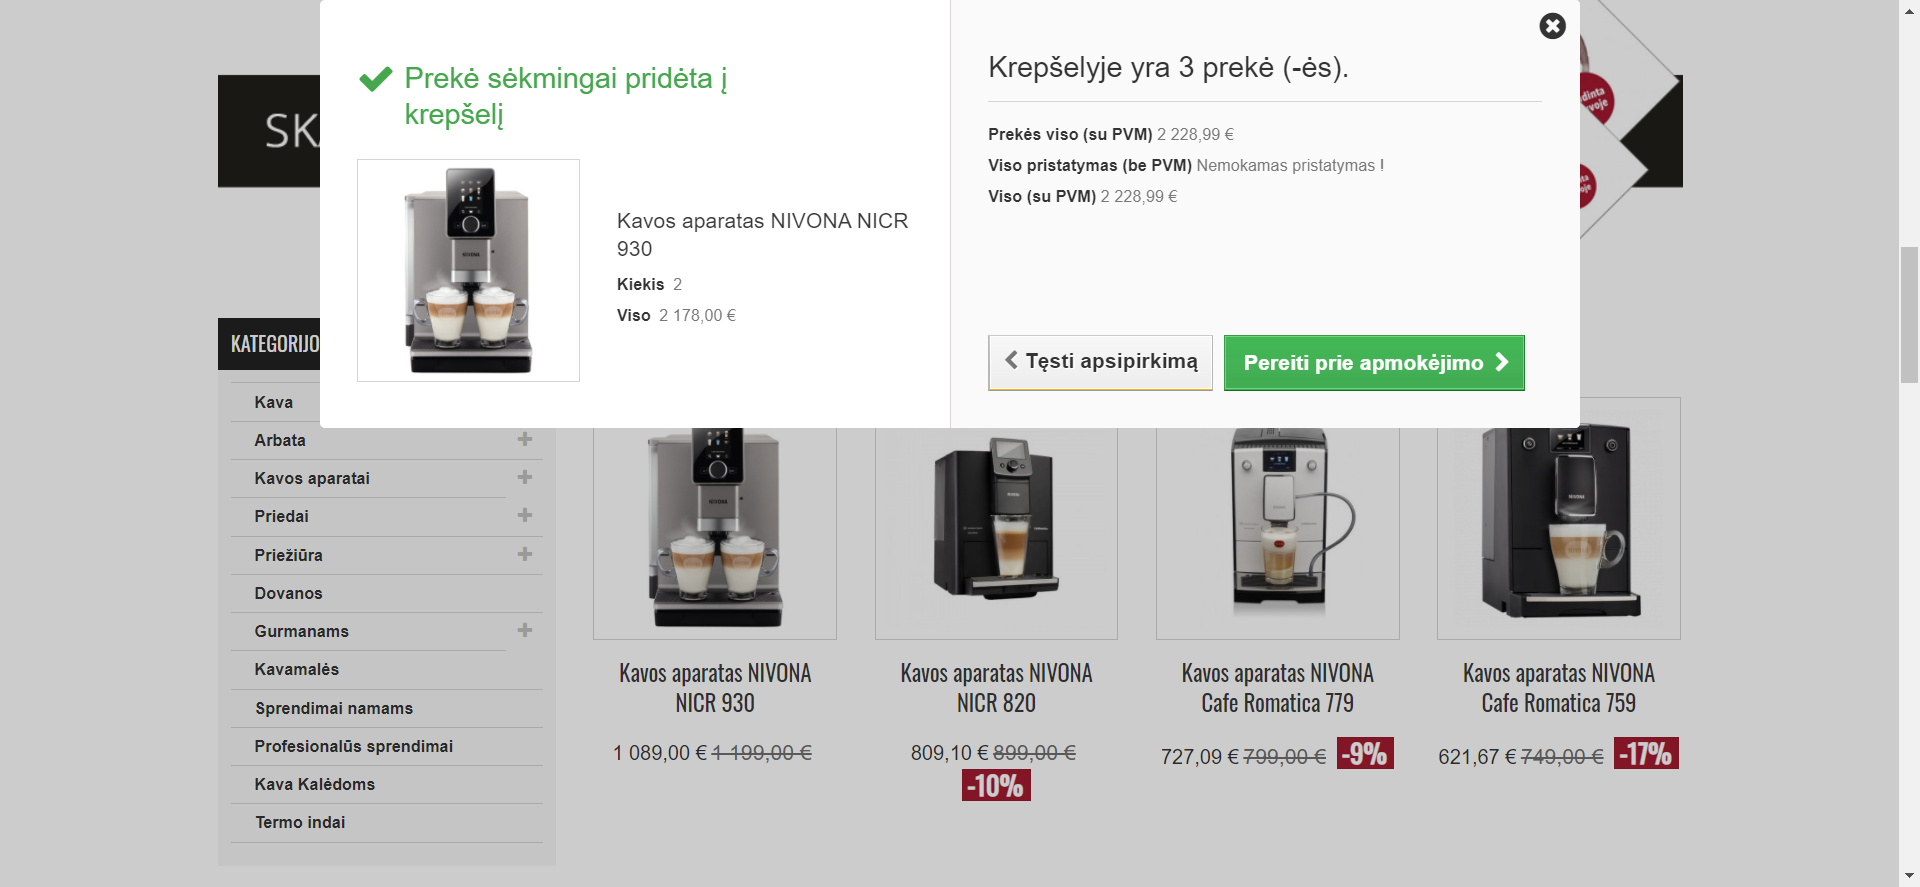 Prekė sėkmingai pridėta į
krepšelį
Kavos aparatas NIVONA NICR
930
Kiekis 2
Viso 2 178,00 €
Krepšelyje yra 3 prekė (-ės).
Prekės viso (su PVM) 2 228,99 €
Viso pristatymas (be PVM) Nemokamas pristatymas !
Viso (su PVM) 2 228,99 €
Tęsti apsipirkimą
Pereiti prie apmokėjimo
KATEGORIJO
Kava
Arbata
Kavos aparatai
Priedai
Priežiūra
Dovanos
Gurmanams
Kavamalės
Sprendimai namams
Profesionalūs sprendimai
Kava Kalėdoms
Termo indai
Kavos aparatas NIVONA
NICR 930
1 089,00 € 1 199,00 €
Kavos aparatas NIVONA
NICR 820
809,10 € 899,00 €
-10%
Kavos aparatas NIVONA
Cafe Romatica 779
727,09 € 799,00 € -9%
Kavos aparatas NIVONA
Cafe Romatica 759
621,67 € 749,00 € -17%